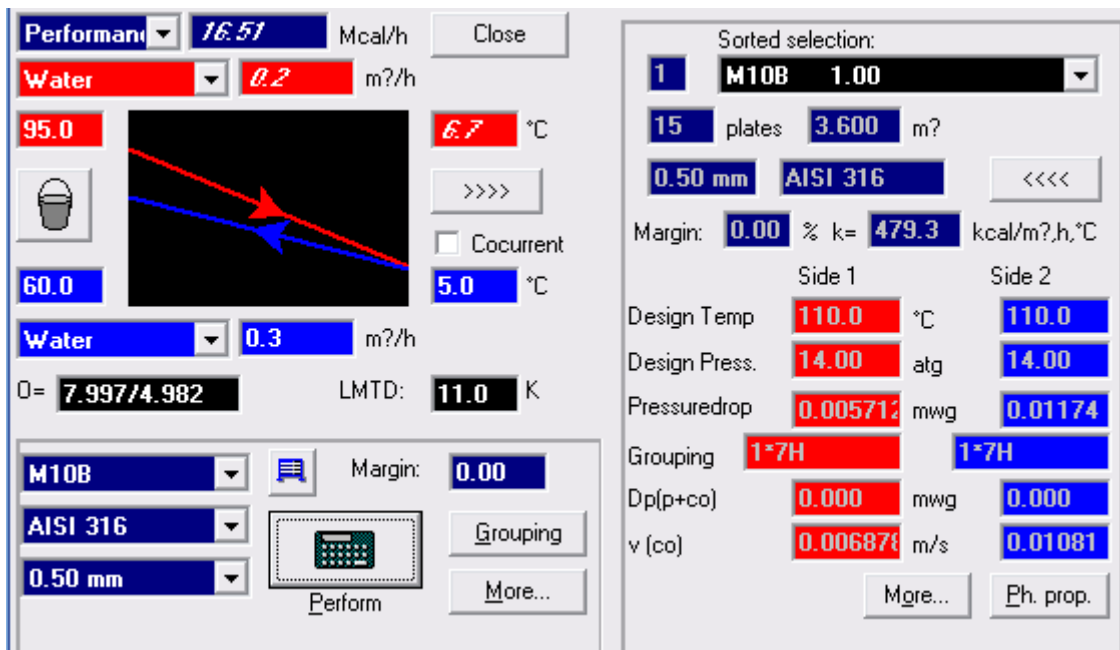 Performan 16.51 Mcal/h Close
Water 0.2 m?/h
95.0 6.7 °C
>>>>
Cocurrent
60.0 5.0 °C
Water 0.3 m?/h
O= 7.997/4.982 LMTD: 11.0 K
M10B Margin: 0.00
AISI 316 Grouping
0.50 mm More...
Perform
Sorted selection:
1 M10B 1.00
15 plates 3.600 m?
0.50 mm AISI 316 <<<<
Margin: 0.00 % k= 479.3 kcal/m?,h,°C
Side 1 Side 2
Design Temp 110.0 °C 110.0
Design Press. 14.00 atg 14.00
Pressuredrop 0.005712 mwg 0.01174
Grouping 1*7H 1*7H
Dp(p+co) 0.000 mwg 0.000
v (co) 0.006878 m/s 0.01081
More... Ph. prop.